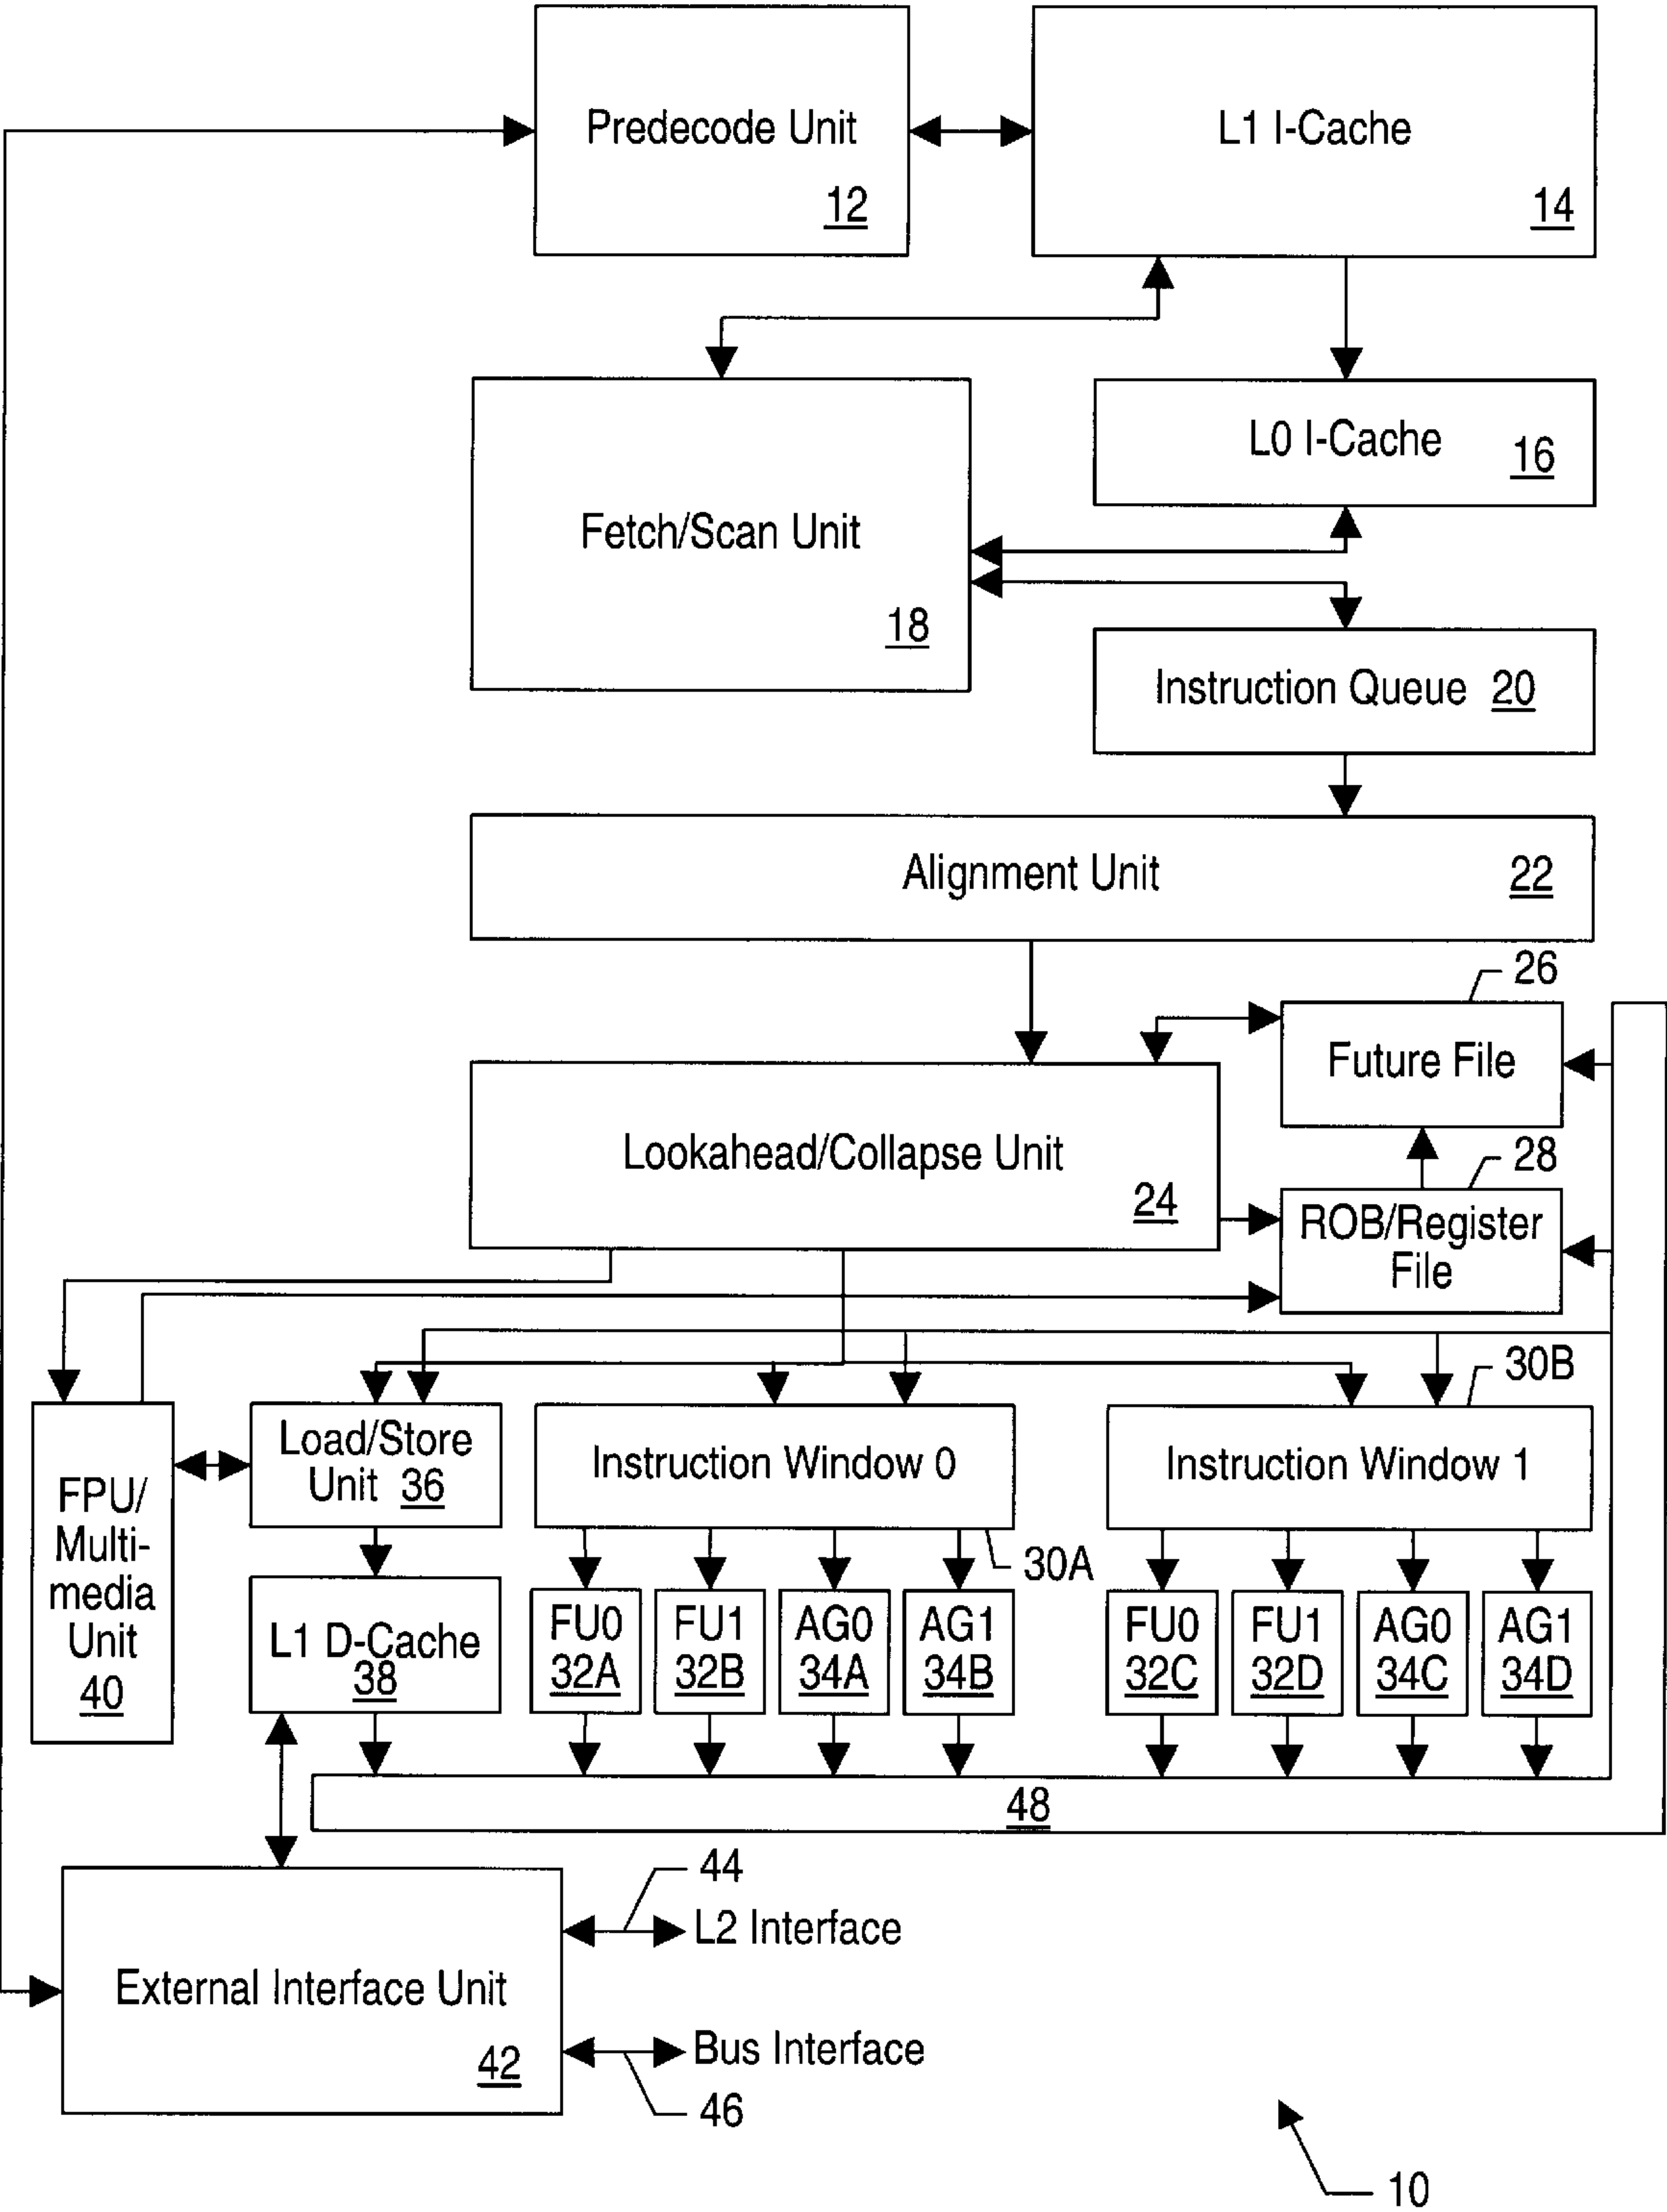 Predecode Unit
12
L1 I-Cache
14
L0 I-Cache
16
Fetch/Scan Unit
18
Instruction Queue 20
Alignment Unit
22
26
Future File
Lookahead/Collapse Unit
24
28
ROB/Register
File
30B
Load/Store
Unit 36
Instruction Window 0
Instruction Window 1
30A
FPU/
Multi-
media
Unit
40
L1 D-Cache
38
FU0
32A
FU1
32B
AG0
34A
AG1
34B
FU0
32C
FU1
32D
AG0
34C
AG1
34D
48
44
L2 Interface
External Interface Unit
42
Bus Interface
46
10